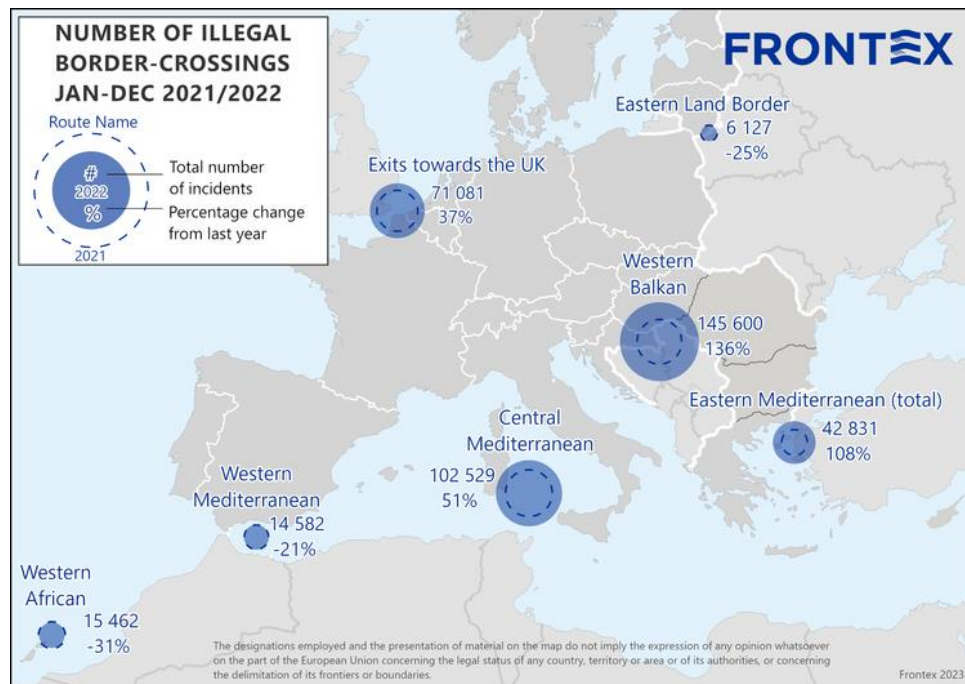 NUMBER OF ILLEGAL
BORDER-CROSSINGS
JAN-DEC 2021/2022
Route Name
#
2022
%
Total number
of incidents
Percentage change
from last year
2021
FRONTEX
Eastern Land Border
6 127
-25%
Exits towards the UK
71 081
37%
Western
Balkan
145 600
136%
Eastern Mediterranean (total)
42 831
108%
Central
Mediterranean
102 529
51%
Western
Mediterranean
14 582
-21%
Western
African
15 462
-31%
The designations employed and the presentation of material on the map do not imply the expression of any opinion whatsoever
on the part of the European Union concerning the legal status of any country, territory or area or of its authorities, or concerning
the delimitation of its frontiers or boundaries.
Frontex 2023